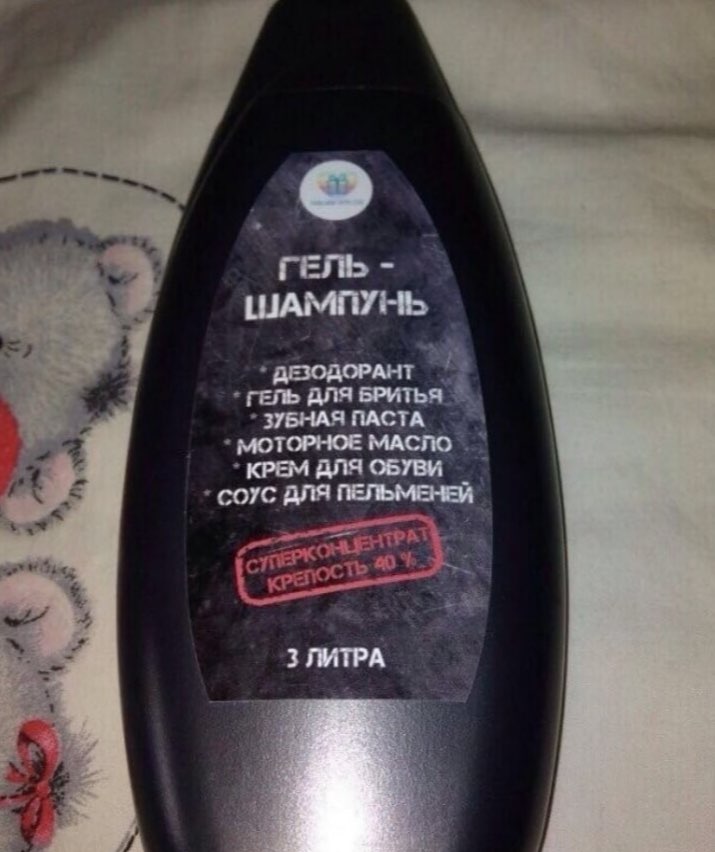 ГЕЛЬ -
ШАМПУНЬ
* ДЕЗОДОРАНТ
* ГЕЛЬ ДЛЯ БРИТЬЯ
* ЗУБНАЯ ПАСТА
* МОТОРНОЕ МАСЛО
* КРЕМ ДЛЯ ОБУВИ
* СОУС ДЛЯ ПЕЛЬМЕНЕЙ
СУПЕРКОНЦЕНТРАТ
КРЕПОСТЬ 40 %
3 ЛИТРА